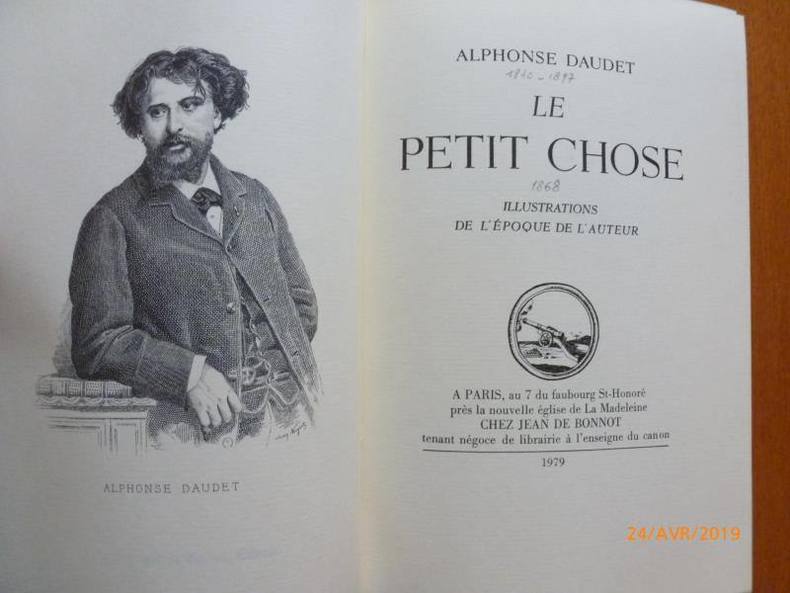 ALPHONSE DAUDET
ALPHONSE DAUDET
1840-1897
LE
PETIT CHOSE
1868
ILLUSTRATIONS
DE L'ÉPOQUE DE L'AUTEUR
A PARIS, au 7 du faubourg St-Honoré
près la nouvelle église de La Madeleine
CHEZ JEAN DE BONNOT
tenant négoce de librairie à l'enseigne du canon
1979
24/AVR/2019